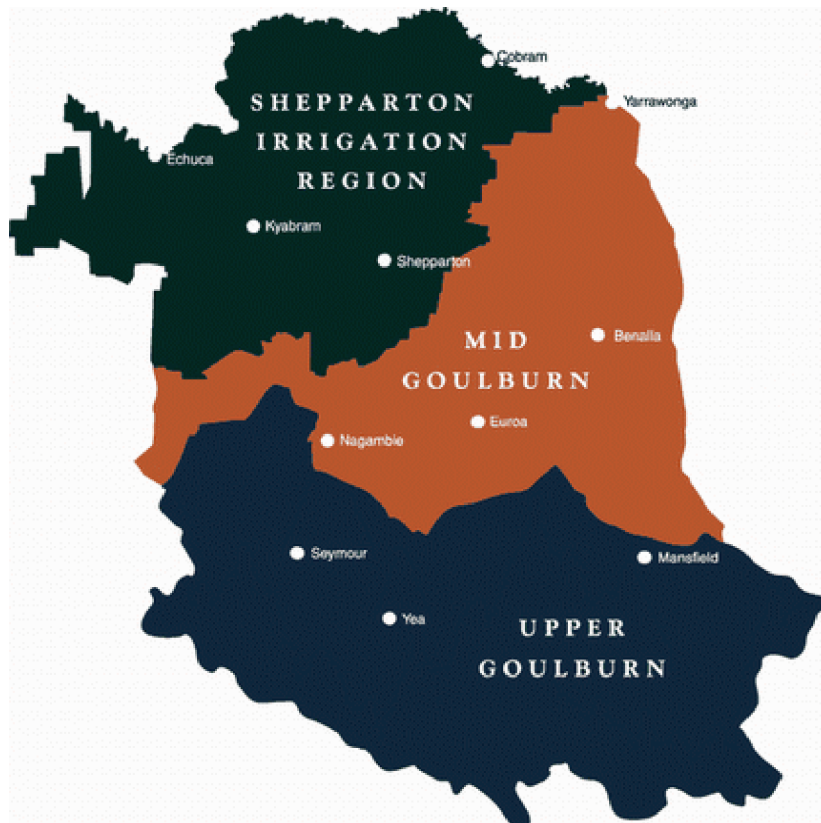 Cobram
SHEPPARTON
IRRIGATION
REGION
Yarrawonga
Echuca
Kyabram
Shepparton
MID
GOULBURN
Benalla
Euroa
Nagambie
Seymour
Mansfield
Yea
UPPER
GOULBURN